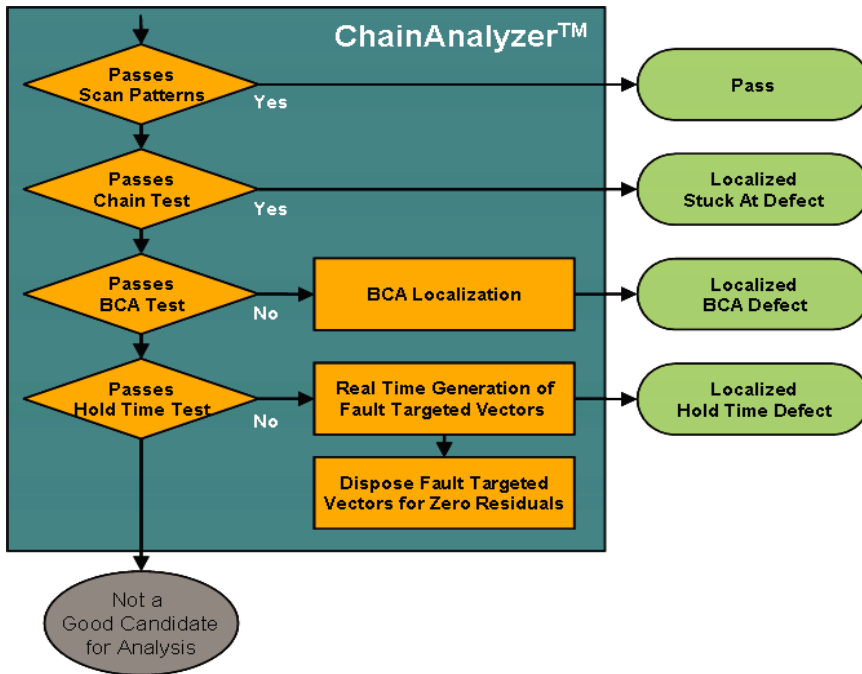 ChainAnalyzer™
Passes
Scan Patterns
Yes
Pass
Passes
Chain Test
Yes
Localized
Stuck At Defect
Passes
BCA Test
No
BCA Localization
Localized
BCA Defect
Passes
Hold Time Test
No
Real Time Generation of
Fault Targeted Vectors
Localized
Hold Time Defect
Dispose Fault Targeted
Vectors for Zero Residuals
Not a
Good Candidate
for Analysis